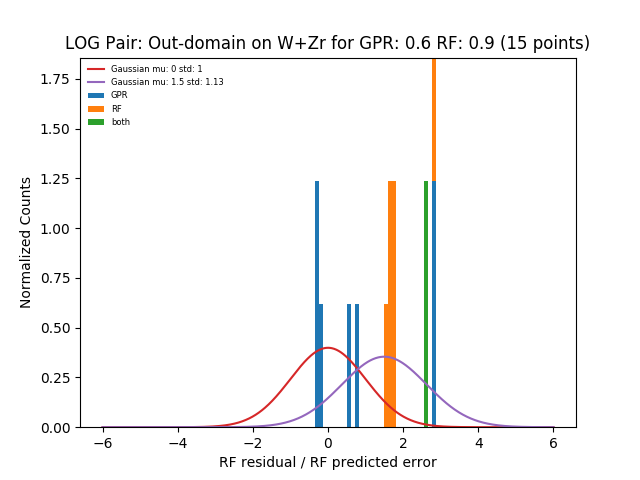 LOG Pair: Out-domain on W+Zr for GPR: 0.6 RF: 0.9 (15 points)
Gaussian mu: 0 std: 1
Gaussian mu: 1.5 std: 1.13
GPR
RF
both
1.75
1.50
1.25
1.00
0.75
0.50
0.25
0.00
Normalized Counts
−6 −4 −2 0 2 4 6
RF residual / RF predicted error